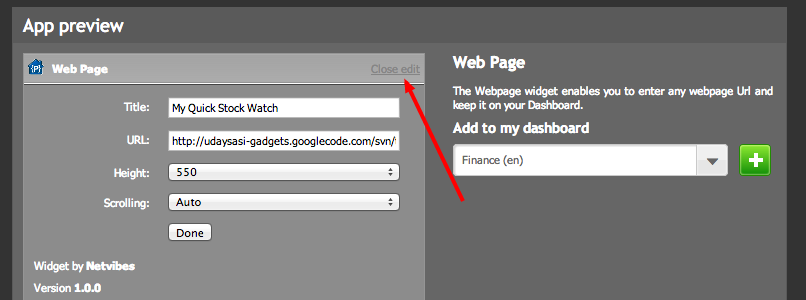 App preview
Web Page
Close edit
Title:
My Quick Stock Watch
URL:
http://udaysasi-gadgets.googlecode.com/svn/
Height:
550
Scrolling:
Auto
Done
Widget by Netvibes
Version 1.0.0
Web Page
The Webpage widget enables you to enter any webpage Url and
keep it on your Dashboard.
Add to my dashboard
Finance (en)